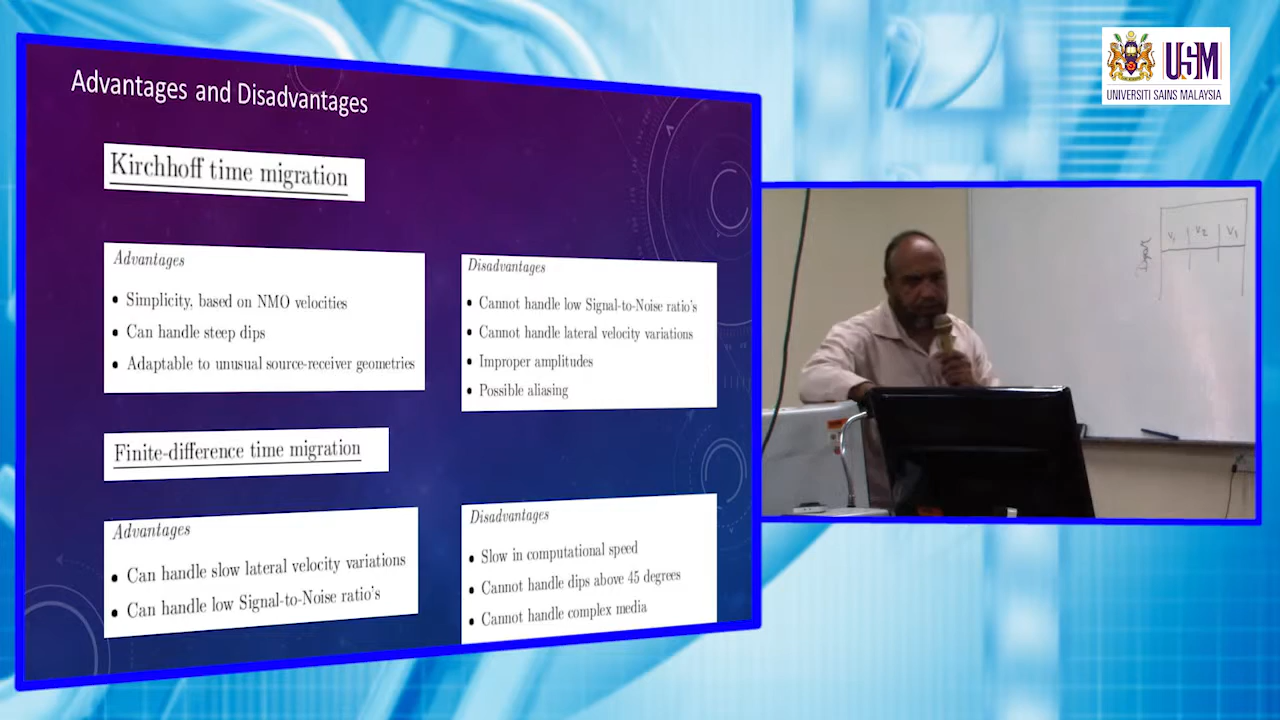 Advantages and Disadvantages
Kirchhoff time migration
Advantages
• Simplicity, based on NMO velocities
• Can handle steep dips
• Adaptable to unusual source-receiver geometries
Disadvantages
• Cannot handle low Signal-to-Noise ratio's
• Cannot handle lateral velocity variations
• Improper amplitudes
• Possible aliasing
Finite-difference time migration
Advantages
• Can handle slow lateral velocity variations
• Can handle low Signal-to-Noise ratio's
Disadvantages
• Slow in computational speed
• Cannot handle dips above 45 degrees
• Cannot handle complex media
USM
UNIVERSITI SAINS MALAYSIA
V1 V2 V3